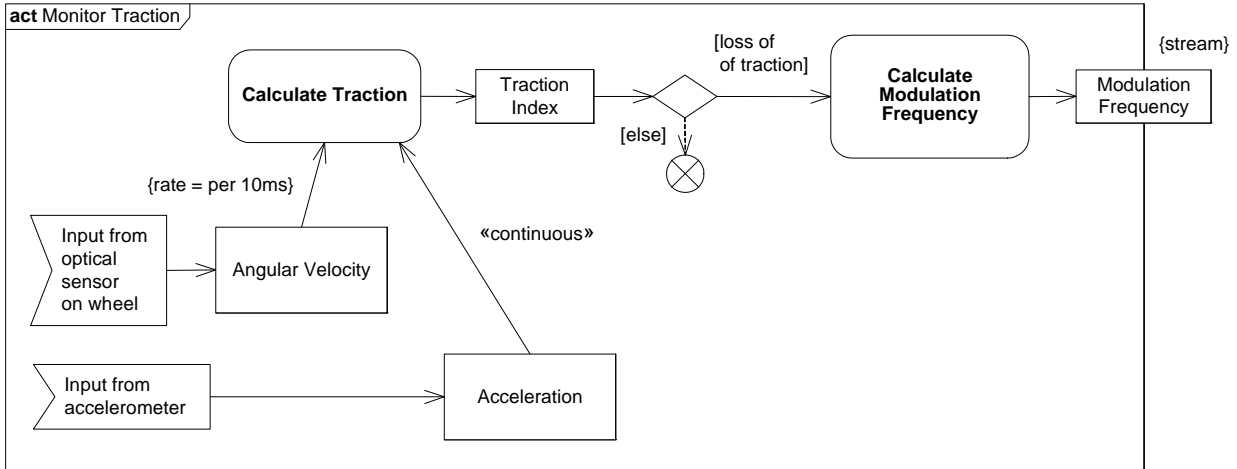 act Monitor Traction
{stream}
[loss of
of traction]
Calculate Traction
Traction
Index
Calculate
Modulation
Frequency
Modulation
Frequency
[else]
{rate = per 10ms}
Input from
optical
sensor
on wheel
Angular Velocity
«continuous»
Input from
accelerometer
Acceleration